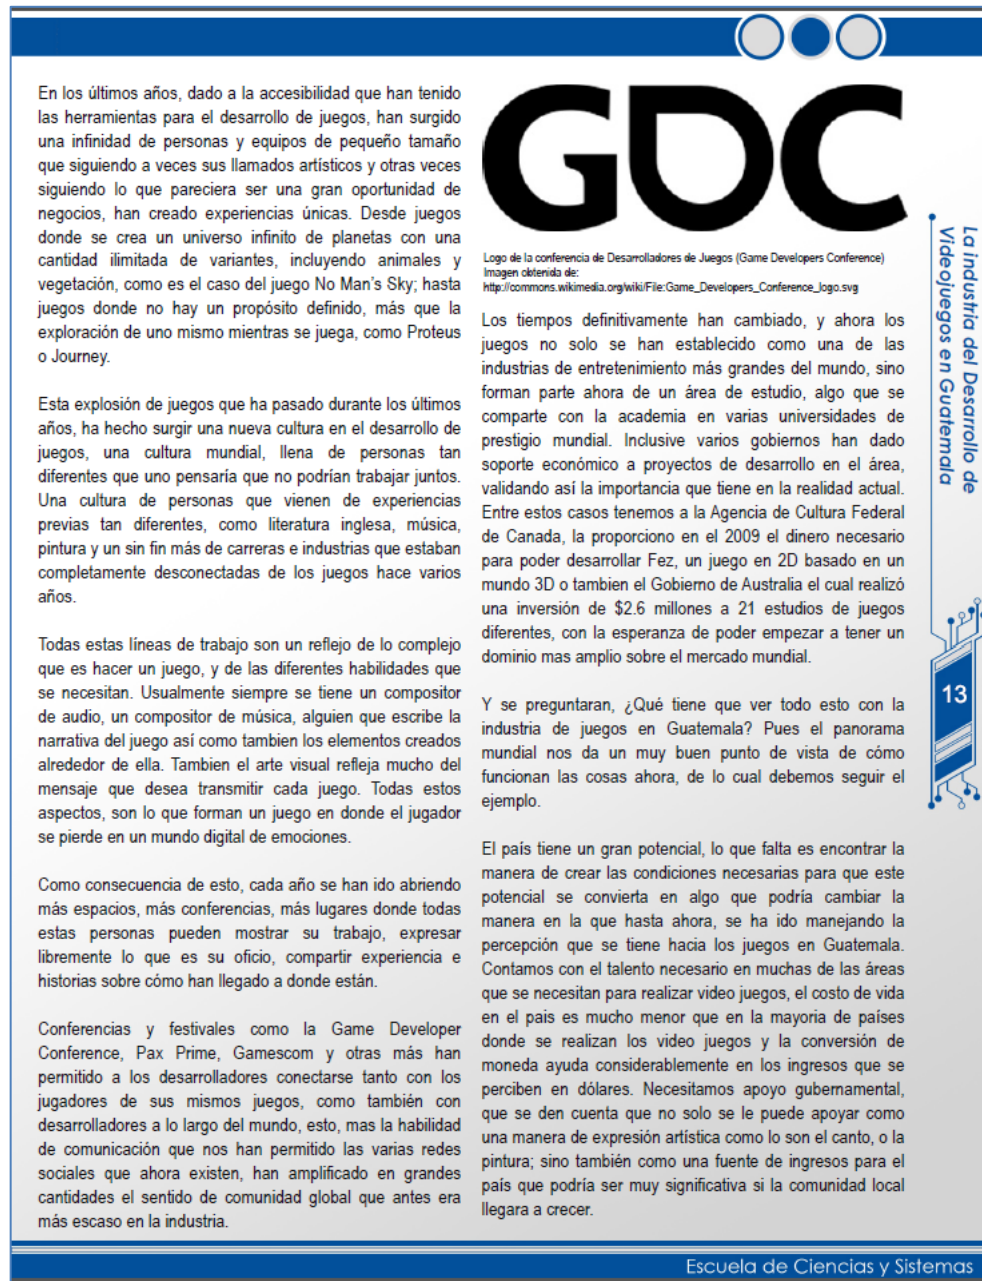 En los últimos años, dado a la accesibilidad que han tenido
las herramientas para el desarrollo de juegos, han surgido
una infinidad de personas y equipos de pequeño tamaño
que siguiendo a veces sus llamados artísticos y otras veces
siguiendo lo que pareciera ser una gran oportunidad de
negocios, han creado experiencias únicas. Desde juegos
donde se crea un universo infinito de planetas con una
cantidad ilimitada de variantes, incluyendo animales y
vegetación, como es el caso del juego No Man's Sky; hasta
juegos donde no hay un propósito definido, más que la
exploración de uno mismo mientras se juega, como Proteus
o Journey.
Esta explosión de juegos que ha pasado durante los últimos
años, ha hecho surgir una nueva cultura en el desarrollo de
juegos, una cultura mundial, llena de personas tan
diferentes que uno pensaría que no podrían trabajar juntos.
Una cultura de personas que vienen de experiencias
previas tan diferentes, como literatura inglesa, música,
pintura y un sin fin más de carreras e industrias que estaban
completamente desconectadas de los juegos hace varios
años.
Todas estas líneas de trabajo son un reflejo de lo complejo
que es hacer un juego, y de las diferentes habilidades que
se necesitan. Usualmente siempre se tiene un compositor
de audio, un compositor de música, alguien que escribe la
narrativa del juego así como tambien los elementos creados
alrededor de ella. Tambien el arte visual refleja mucho del
mensaje que desea transmitir cada juego. Todas estos
aspectos, son lo que forman un juego en donde el jugador
se pierde en un mundo digital de emociones.
Como consecuencia de esto, cada año se han ido abriendo
más espacios, más conferencias, más lugares donde todas
estas personas pueden mostrar su trabajo, expresar
libremente lo que es su oficio, compartir experiencia e
historias sobre cómo han llegado a donde están.
Conferencias y festivales como la Game Developer
Conference, Pax Prime, Gamescom y otras más han
permitido a los desarrolladores conectarse tanto con los
jugadores de sus mismos juegos, como también con
desarrolladores a lo largo del mundo, esto, mas la habilidad
de comunicación que nos han permitido las varias redes
sociales que ahora existen, han amplificado en grandes
cantidades el sentido de comunidad global que antes era
más escaso en la industria.
GDC
Logo de la conferencia de Desarrolladores de Juegos (Game Developers Conference)
Imagen obtenida de:
http://commons.wikimedia.org/wiki/File:Game_Developers_Conference_logo.svg
Los tiempos definitivamente han cambiado, y ahora los
juegos no solo se han establecido como una de las
industrias de entretenimiento más grandes del mundo, sino
forman parte ahora de un área de estudio, algo que se
comparte con la academia en varias universidades de
prestigio mundial. Inclusive varios gobiernos han dado
soporte económico a proyectos de desarrollo en el área,
validando así la importancia que tiene en la realidad actual.
Entre estos casos tenemos a la Agencia de Cultura Federal
de Canada, la proporciono en el 2009 el dinero necesario
para poder desarrollar Fez, un juego en 2D basado en un
mundo 3D o tambien el Gobierno de Australia el cual realizó
una inversión de $2.6 millones a 21 estudios de juegos
diferentes, con la esperanza de poder empezar a tener un
dominio mas amplio sobre el mercado mundial.
Y se preguntaran, ¿Qué tiene que ver todo esto con la
industria de juegos en Guatemala? Pues el panorama
mundial nos da un muy buen punto de vista de cómo
funcionan las cosas ahora, de lo cual debemos seguir el
ejemplo.
El país tiene un gran potencial, lo que falta es encontrar la
manera de crear las condiciones necesarias para que este
potencial se convierta en algo que podría cambiar la
manera en la que hasta ahora, se ha ido manejando la
percepción que se tiene hacia los juegos en Guatemala.
Contamos con el talento necesario en muchas de las áreas
que se necesitan para realizar video juegos, el costo de vida
en el pais es mucho menor que en la mayoria de países
donde se realizan los video juegos y la conversión de
moneda ayuda considerablemente en los ingresos que se
perciben en dólares. Necesitamos apoyo gubernamental,
que se den cuenta que no solo se le puede apoyar como
una manera de expresión artística como lo son el canto, o la
pintura; sino también como una fuente de ingresos para el
país que podría ser muy significativa si la comunidad local
llegara a crecer.
La industria del Desarrollo de
Videojuegos en Guatemala
13
Escuela de Ciencias y Sistemas